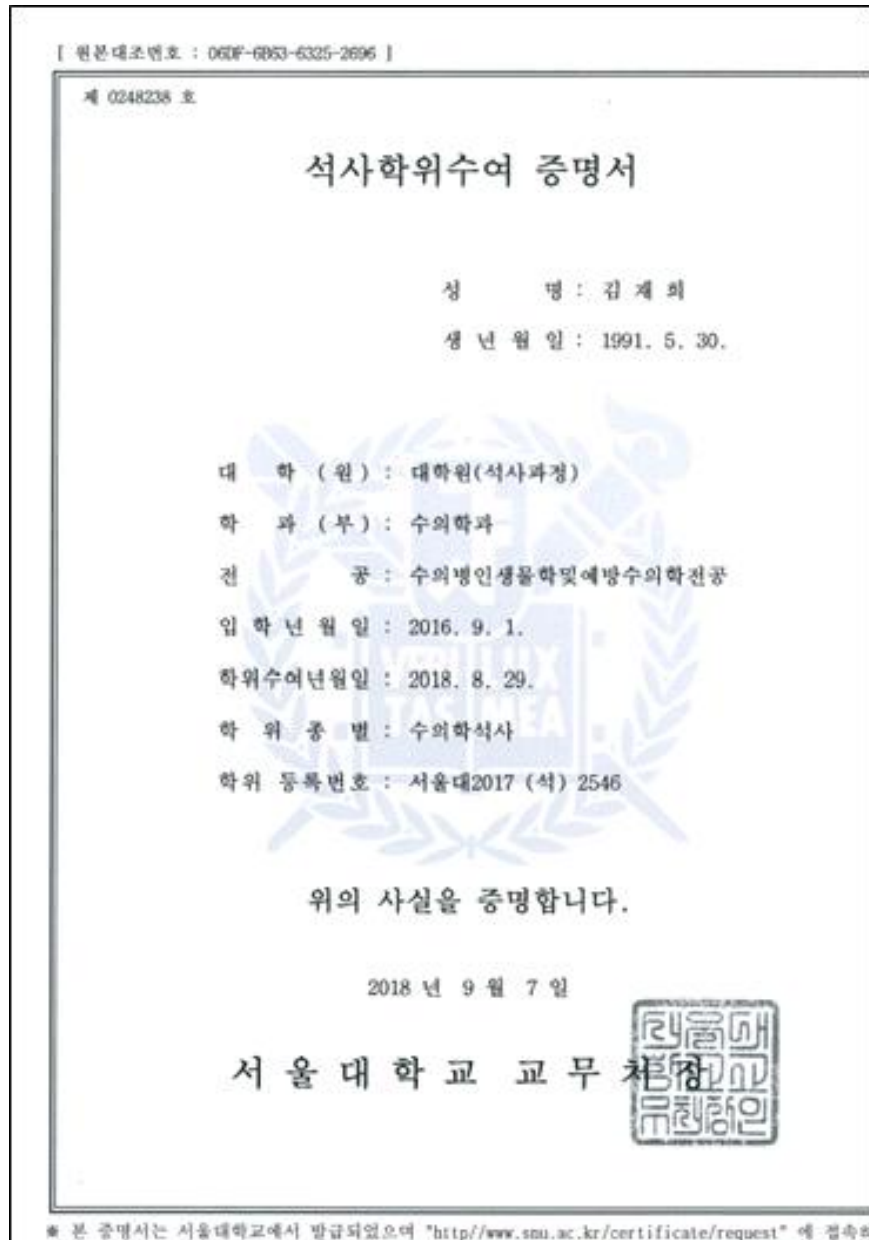 [ 원본대조번호 : 06DF-6B63-6325-2696 ]
제 0248238 호
석사학위수여 증명서
성 명 : 김재희
생년월일 : 1991. 5. 30.
대 학 (원) : 대학원(석사과정)
학 과 (부) : 수의학과
전 공 : 수의병인생물학및예방수의학전공
입학년월일 : 2016. 9. 1.
학위수여년월일 : 2018. 8. 29.
학위종별 : 수의학석사
학위 등록번호 : 서울대2017 (석) 2546
VERI LUX
TAS MEA
위의 사실을 증명합니다.
2018 년 9 월 7 일
서울대학교 교무처장
※ 본 증명서는 서울대학교에서 발급되었으며 "http//www.snu.ac.kr/certificate/request" 에 접속하